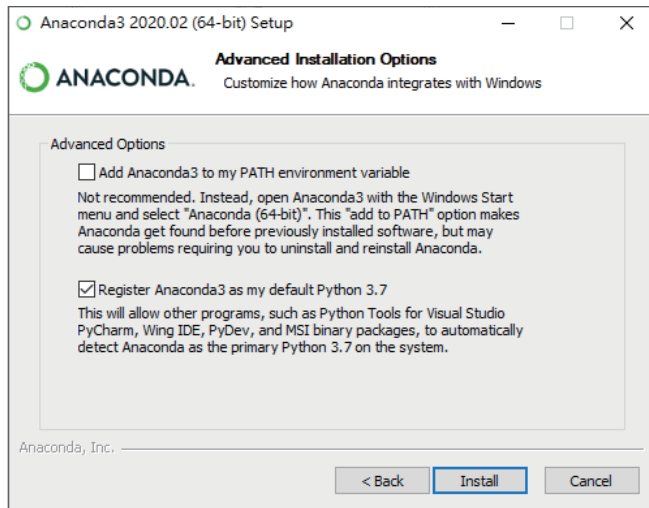 Anaconda3 2020.02 (64-bit) Setup
ANACONDA.
Advanced Installation Options
Customize how Anaconda integrates with Windows
Advanced Options
Add Anaconda3 to my PATH environment variable
Not recommended. Instead, open Anaconda3 with the Windows Start
menu and select "Anaconda (64-bit)". This "add to PATH" option makes
Anaconda get found before previously installed software, but may
cause problems requiring you to uninstall and reinstall Anaconda.
Register Anaconda3 as my default Python 3.7
This will allow other programs, such as Python Tools for Visual Studio
PyCharm, Wing IDE, PyDev, and MSI binary packages, to automatically
detect Anaconda as the primary Python 3.7 on the system.
Anaconda, Inc.
< Back
Install
Cancel